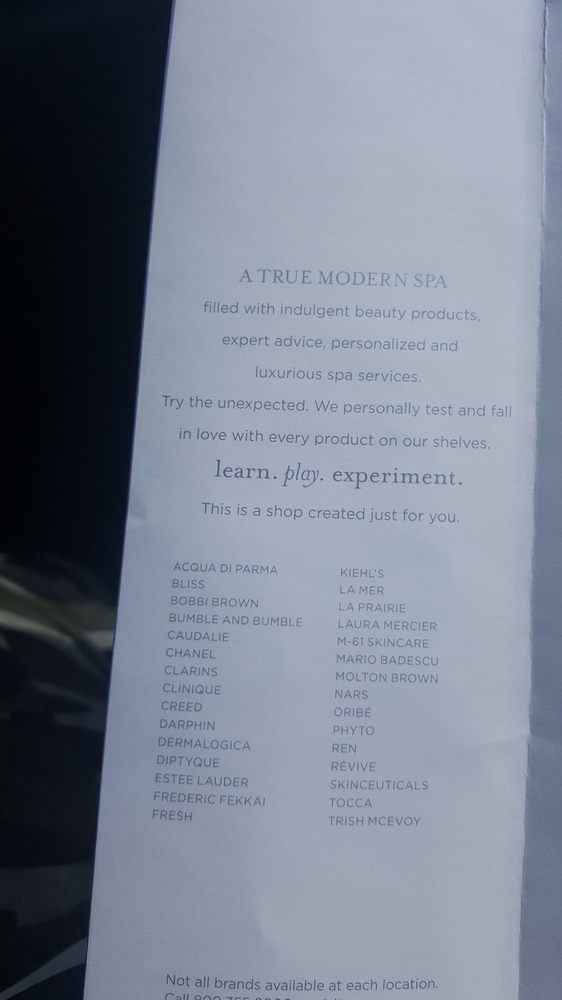 A TRUE MODERN SPA
filled with indulgent beauty products,
expert advice, personalized and
luxurious spa services.
Try the unexpected. We personally test and fall
in love with every product on our shelves.
learn. play. experiment.
This is a shop created just for you.
ACQUA DI PARMA
BLISS
BOBBI BROWN
BUMBLE AND BUMBLE
CAUDALIE
CHANEL
CLARINS
CLINIQUE
CREED
DARPHIN
DERMALOGICA
DIPTYQUE
ESTEE LAUDER
FREDERIC FEKKAI
FRESH
KIEHL'S
LA MER
LA PRAIRIE
LAURA MERCIER
M-61 SKINCARE
MARIO BADESCU
MOLTON BROWN
NARS
ORIBÉ
PHYTO
REN
RÉVIVE
SKINCEUTICALS
TOCCA
TRISH MCEVOY
Not all brands available at each location.
Call